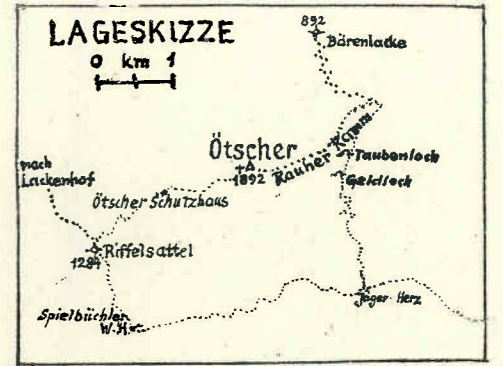 LAGESKIZZE
0 km 1
892
Bärenlacke
Ötscher
1892
Rauher Kamm
Taubenloch
Geldloch
nach
Lackenhof
Ötscher Schutzhaus
Riffelsattel
1284
Spielbüchler
W.H.
Jäger-Herz